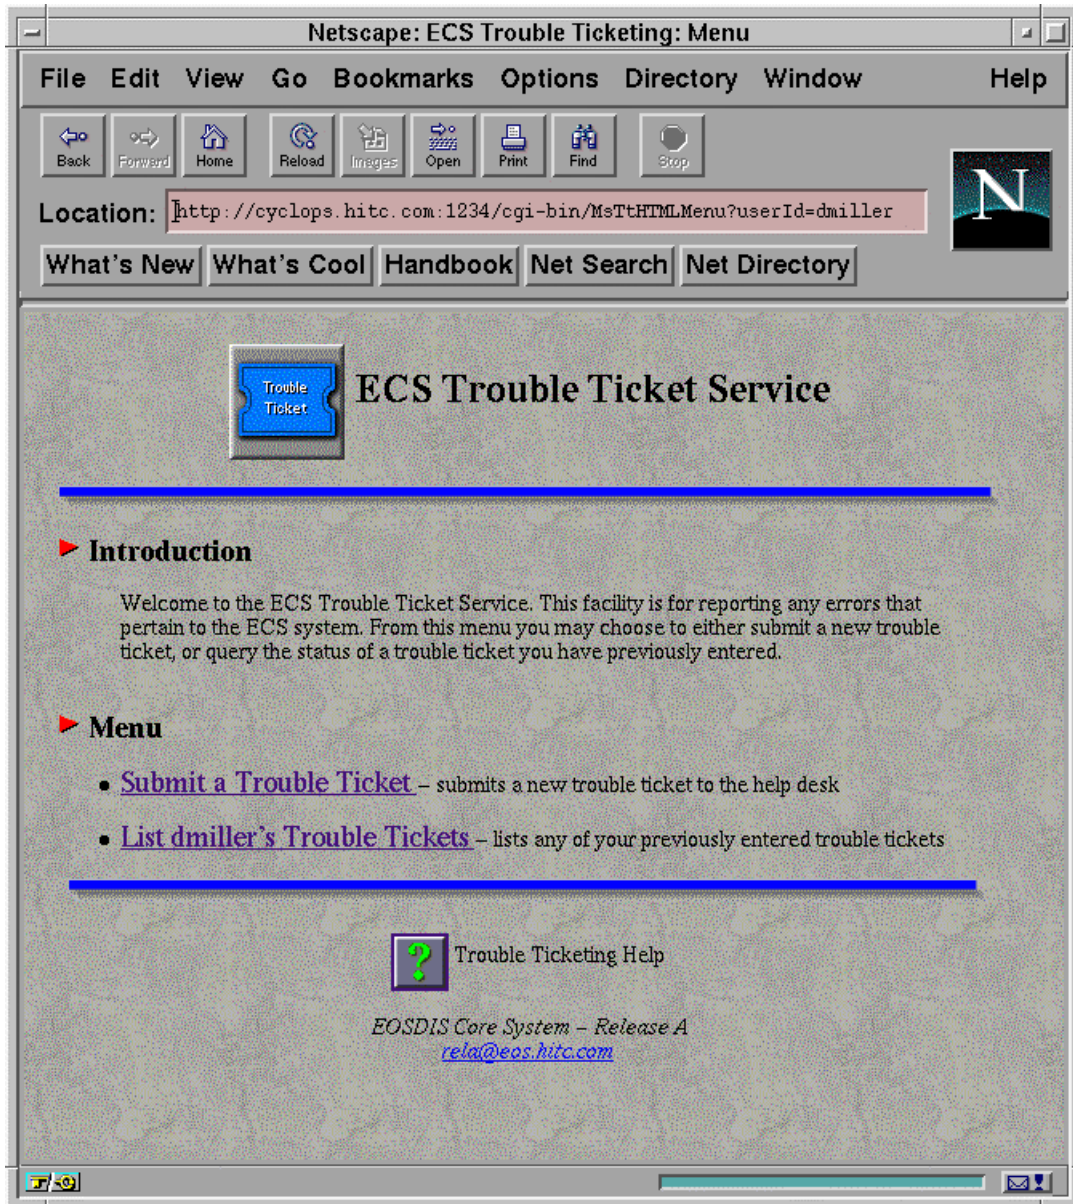 Netscape: ECS Trouble Ticketing: Menu
File Edit View Go Bookmarks Options Directory Window Help
Back Forward Home Reload Images Open Print Find Stop
N
Location: http://cyclops.hitc.com:1234/cgi-bin/MsTtHTMLMenu?userId=dmiller
What's New What's Cool Handbook Net Search Net Directory
Trouble
Ticket
ECS Trouble Ticket Service
Introduction
Welcome to the ECS Trouble Ticket Service. This facility is for reporting any errors that
pertain to the ECS system. From this menu you may choose to either submit a new trouble
ticket, or query the status of a trouble ticket you have previously entered.
Menu
• Submit a Trouble Ticket – submits a new trouble ticket to the help desk
• List dmiller's Trouble Tickets – lists any of your previously entered trouble tickets
? Trouble Ticketing Help
EOSDIS Core System – Release A
rela@eos.hitc.com